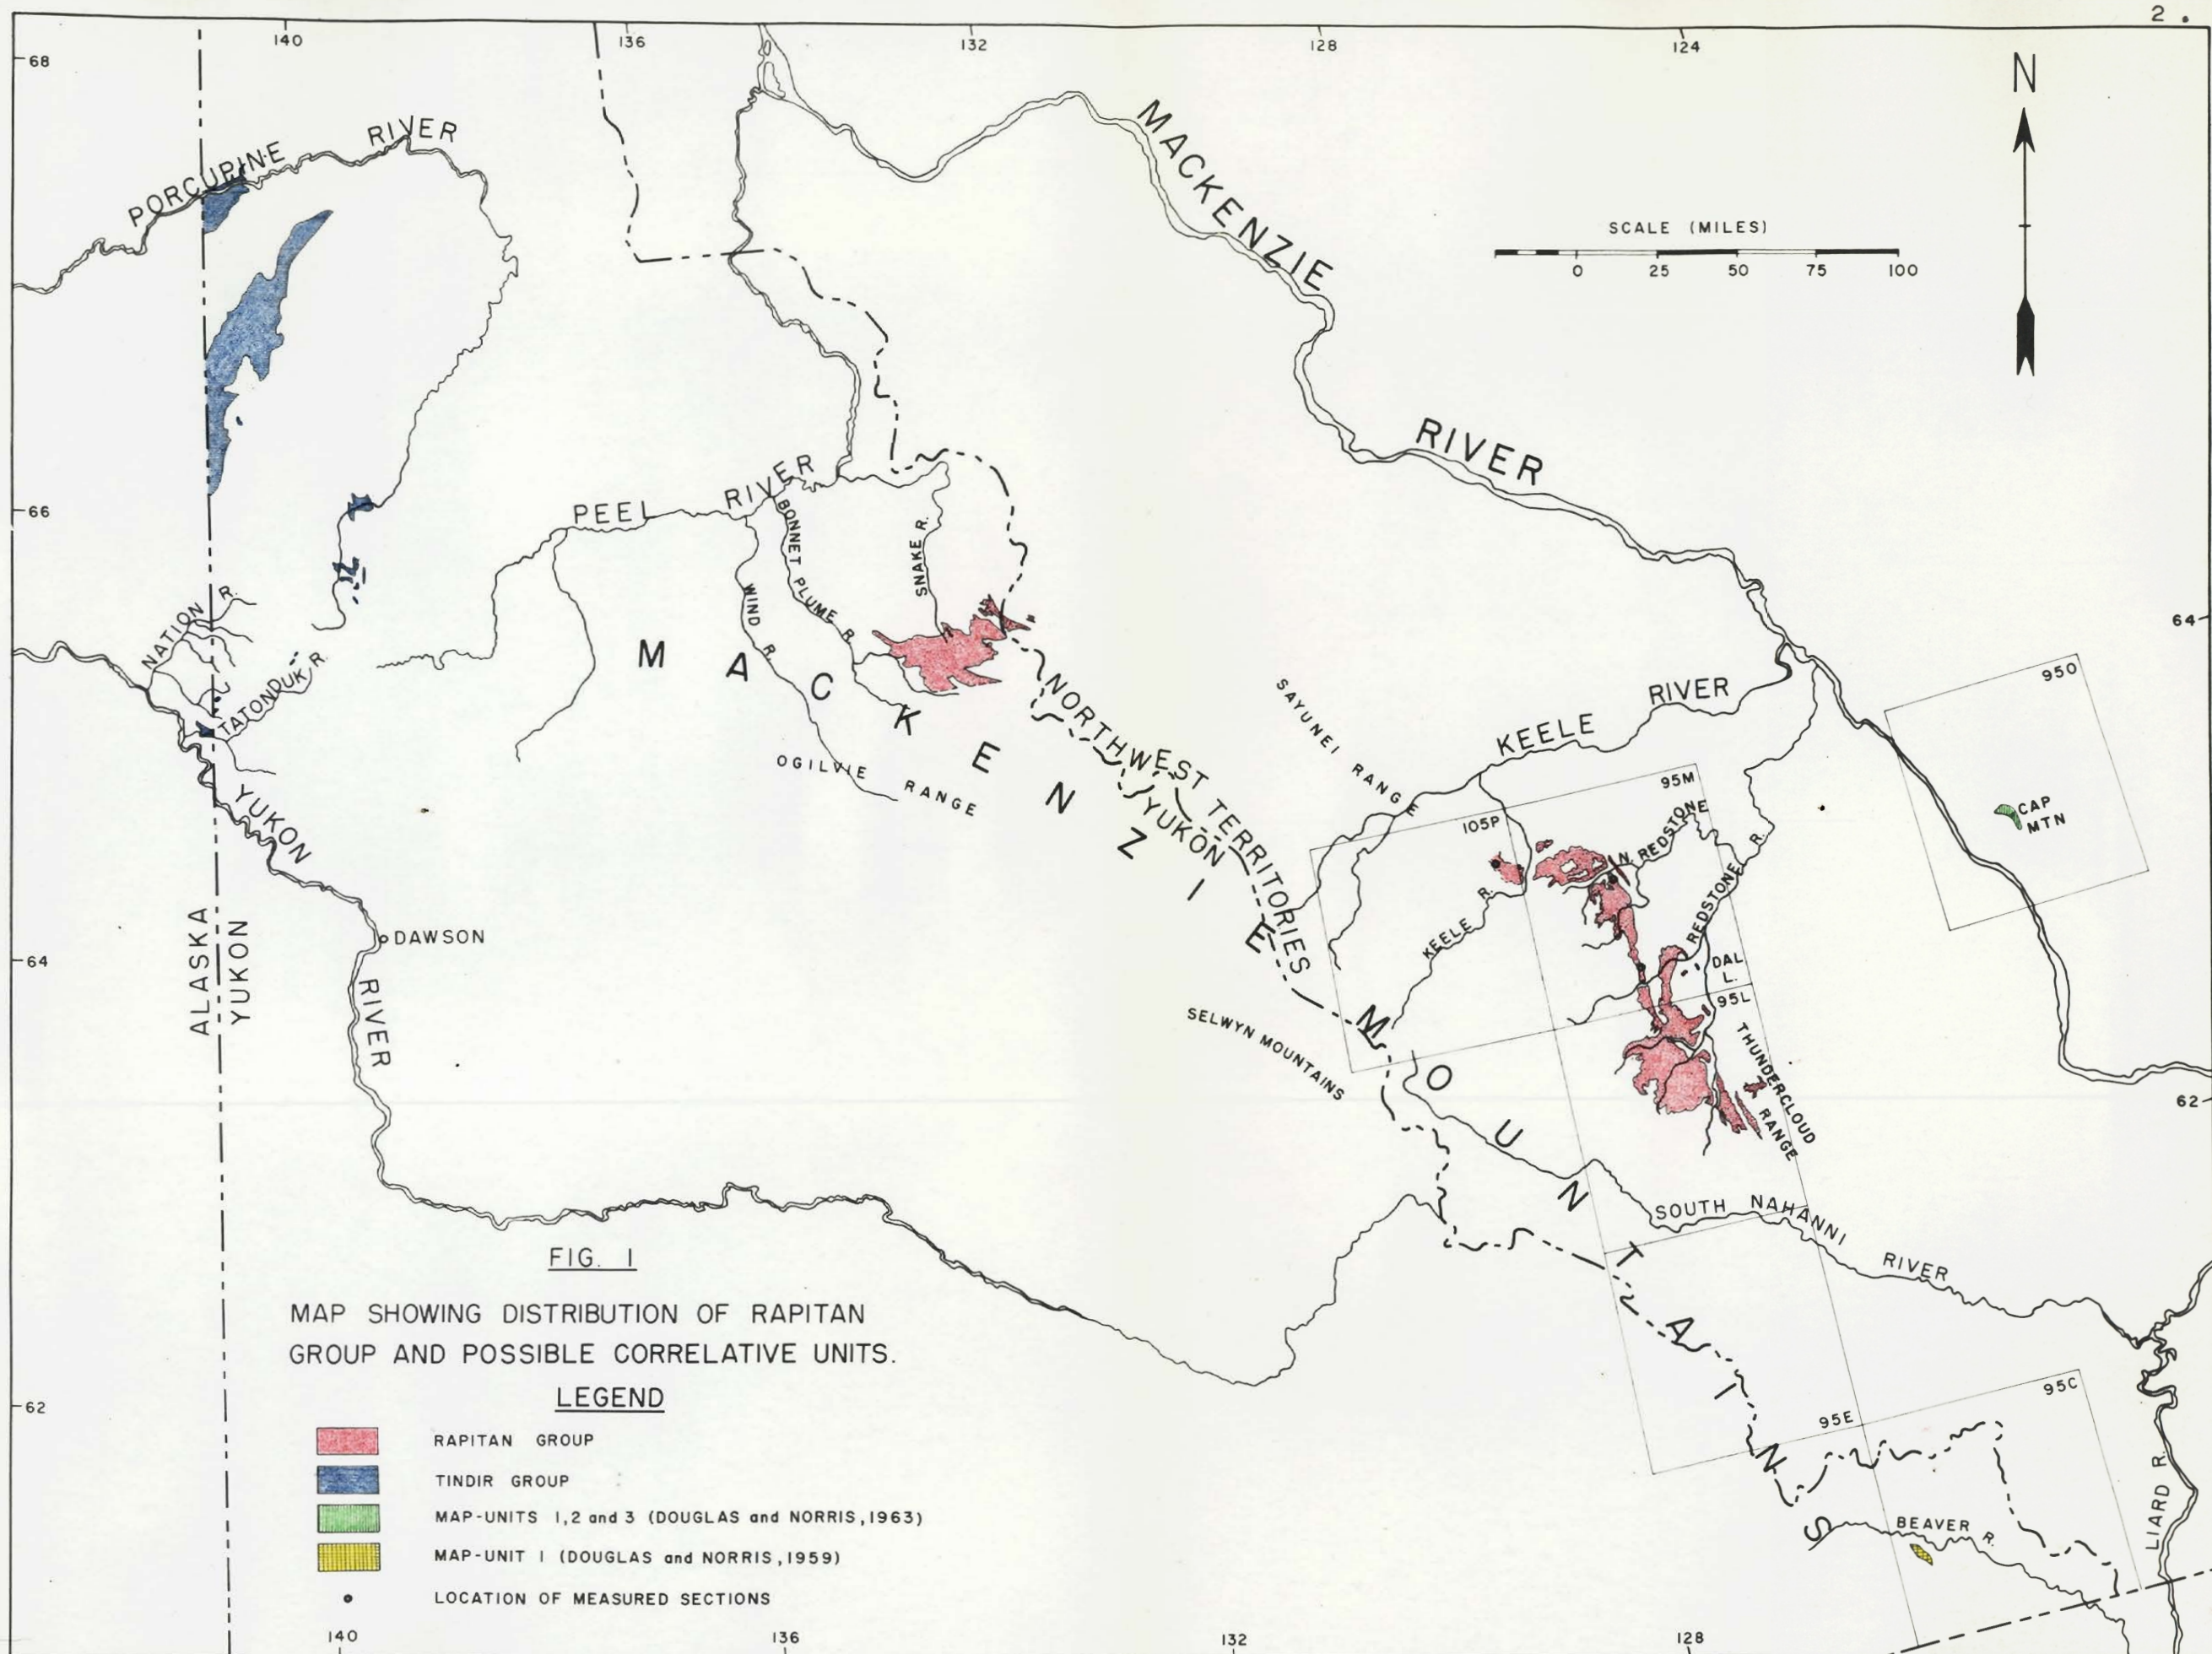 2.
140 136 132 128 124
68
N
PORCUPINE RIVER
MACKENZIE RIVER
SCALE (MILES)
0 25 50 75 100
66
PEEL RIVER
BONNET PLUME R.
SNAKE R.
WIND R.
NATION R.
TATONDUK R.
64
950
MACKENZIE MOUNTAINS
NORTHWEST TERRITORIES
YUKON
SAYUNEI RANGE
KEELE RIVER
OGILVIE RANGE
95M
105P
N. REDSTONE
REDSTONE R.
CAP
MTN
YUKON RIVER
KEELE R.
DAWSON
ALASKA
YUKON
64
DAL
L.
95L
SELWYN MOUNTAINS
THUNDERCLOUD
RANGE
62
SOUTH NAHANNI RIVER
FIG. 1
MAP SHOWING DISTRIBUTION OF RAPITAN
GROUP AND POSSIBLE CORRELATIVE UNITS.
LEGEND
RAPITAN GROUP
TINDIR GROUP
MAP-UNITS 1,2 and 3 (DOUGLAS and NORRIS,1963)
MAP-UNIT 1 (DOUGLAS and NORRIS,1959)
LOCATION OF MEASURED SECTIONS
62
95C
95E
LIARD R.
BEAVER R.
140 136 132 128